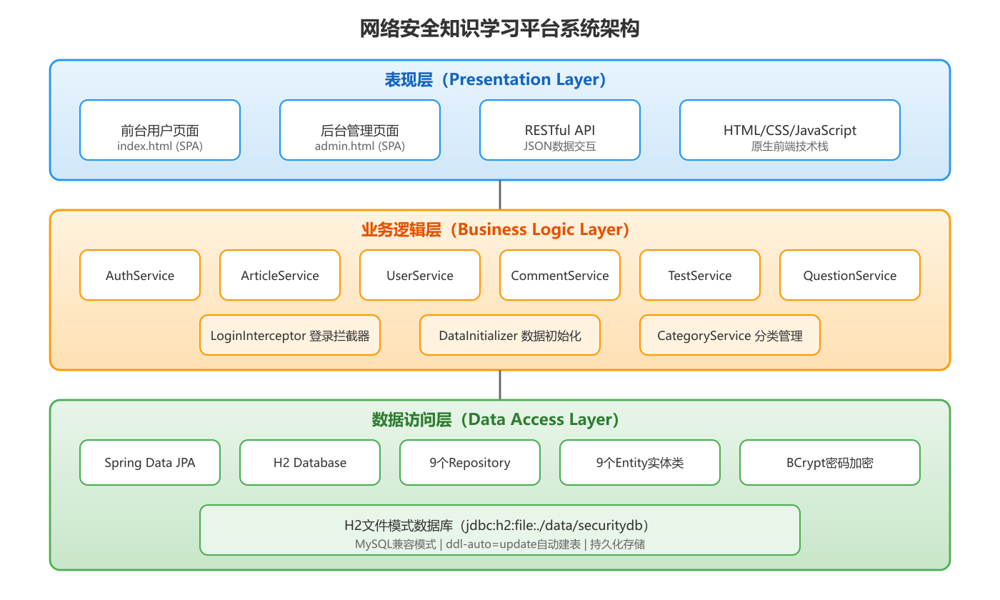 网络安全知识学习平台系统架构
表现层（Presentation Layer）
前台用户页面
index.html (SPA)
后台管理页面
admin.html (SPA)
RESTful API
JSON数据交互
HTML/CSS/JavaScript
原生前端技术栈
业务逻辑层（Business Logic Layer）
AuthService
ArticleService
UserService
CommentService
TestService
QuestionService
LoginInterceptor 登录拦截器
DataInitializer 数据初始化
CategoryService 分类管理
数据访问层（Data Access Layer）
Spring Data JPA
H2 Database
9个Repository
9个Entity实体类
BCrypt密码加密
H2文件模式数据库（jdbc:h2:file:./data/securitydb）
MySQL兼容模式 | ddl-auto=update自动建表 | 持久化存储